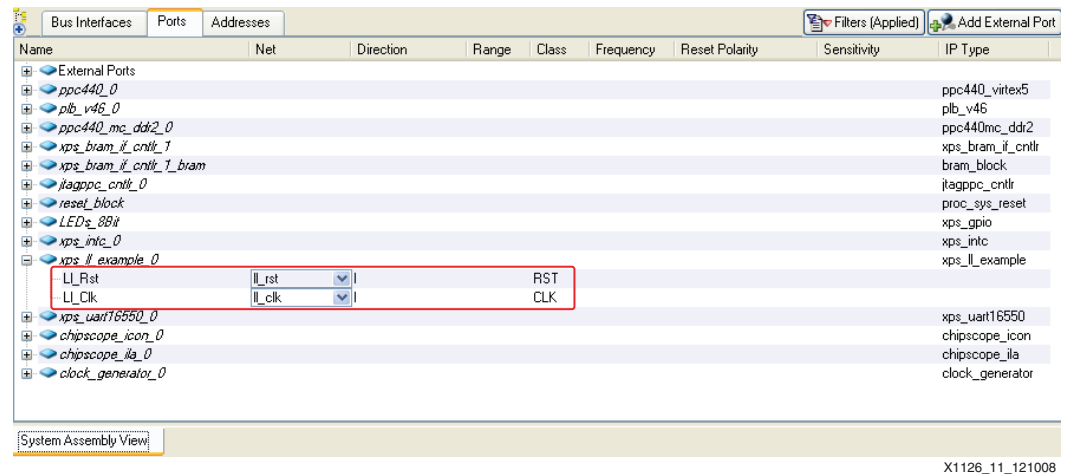 Bus Interfaces Ports Addresses Filters (Applied) Add External Port
Name Net Direction Range Class Frequency Reset Polarity Sensitivity IP Type
External Ports
ppc440_0 ppc440_virtex5
plb_v46_0 plb_v46
ppc440_mc_ddr2_0 ppc440mc_ddr2
xps_bram_if_cntlr_1 xps_bram_if_cntlr
xps_bram_if_cntlr_1_bram bram_block
jtagppc_cntlr_0 jtagppc_cntlr
reset_block proc_sys_reset
LEDs_8Bit xps_gpio
xps_intc_0 xps_intc
xps_ll_example_0 xps_ll_example
LI_Rst ll_rst I RST
LI_Clk ll_clk I CLK
xps_uart16550_0 xps_uart16550
chipscope_icon_0 chipscope_icon
chipscope_ila_0 chipscope_ila
clock_generator_0 clock_generator
System Assembly View
X1126_11_121008